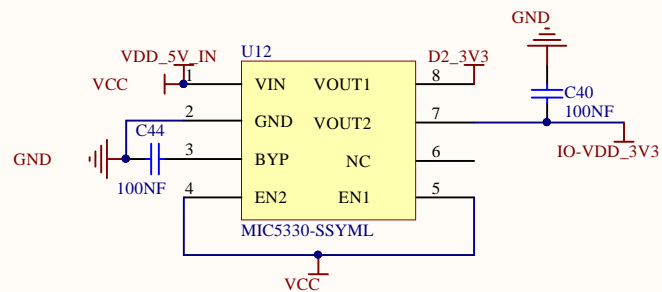 GND
U12
VDD_5V_IN
D2_3V3
VCC
1
VIN
VOUT1
8
C40
100NF
2
GND
VOUT2
7
C44
GND
3
BYP
NC
6
IO-VDD_3V3
100NF
4
EN2
EN1
5
MIC5330-SSYML
VCC